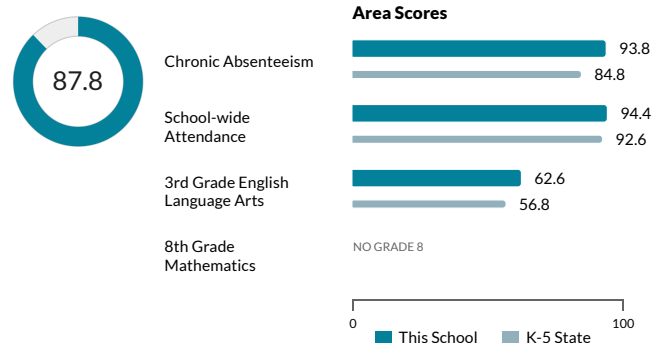 Area Scores
87.8
Chronic Absenteeism
93.8
84.8
School-wide
Attendance
94.4
92.6
3rd Grade English
Language Arts
62.6
56.8
8th Grade
Mathematics
NO GRADE 8
0
100
This School
K-5 State